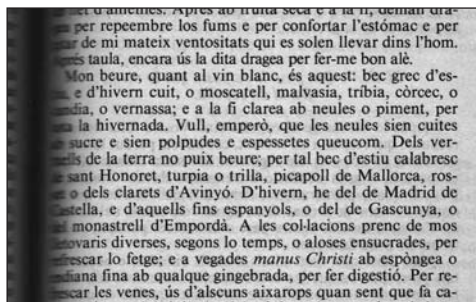 d'ametlles. Après ab fruita seca e a la fi, deman dra-
per repeembre los fums e per confortar l'estómac e per
de mi mateix ventositats qui es solen llevar dins l'hom.
taula, encara ús la dita dragea per fer-me bon alè.
Mon beure, quant al vin blanc, és aquest: bec grec d'es-
e d'hivern cuit, o moscatell, malvasia, tríbia, còrcec, o
o vernassa; e a la fi clarea ab neules o piment, per
la hivernada. Vull, emperò, que les neules sien cuites
sucre e sien polpudes e espessetes queucom. Dels ver-
de la terra no puix beure; per tal bec d'estiu calabresc
sant Honoret, turpia o trilla, picapoll de Mallorca, ros-
o dels clarets d'Avinyó. D'hivern, he del de Madrid de
Castella, e d'aquells fins espanyols, o del de Gascunya, o
monastrell d'Empordà. A les col·lacions prenc de mos
diverses, segons lo temps, o aloses ensucrades, per
refrescar lo fetge; e a vegades manus Christi ab espòngea o
fina ab qualque gingebrada, per fer digestió. Per re-
les venes, ús d'alscuns aixarops quan sent que fa ca-